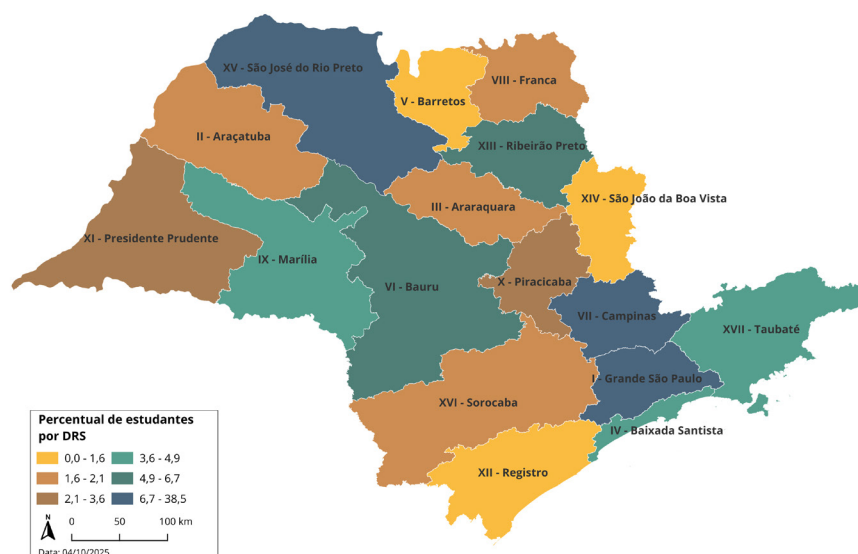 XV - São José do Rio Preto
VIII - Franca
V - Barretos
II - Araçatuba
XIII - Ribeirão Preto
XIV - São João da Boa Vista
III - Araraquara
XI - Presidente Prudente
IX - Marília
X - Piracicaba
VI - Bauru
VII - Campinas
XVII - Taubaté
I - Grande São Paulo
XVI - Sorocaba
IV - Baixada Santista
XII - Registro
Percentual de estudantes
por DRS
0,0 - 1,6
3,6 - 4,9
1,6 - 2,1
4,9 - 6,7
2,1 - 3,6
6,7 - 38,5
N
0 50 100 km
Data: 04/10/2025